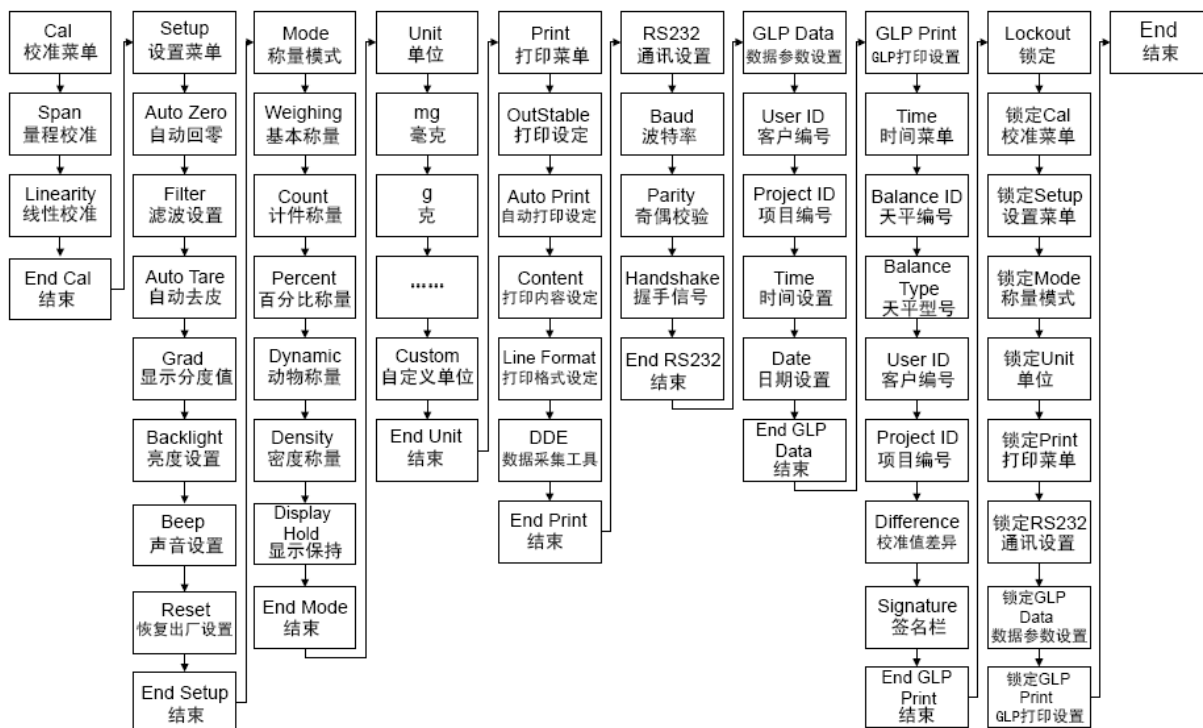 Cal
校准菜单
Span
量程校准
Linearity
线性校准
End Cal
结束
Setup
设置菜单
Auto Zero
自动回零
Filter
滤波设置
Auto Tare
自动去皮
Grad
显示分度值
Backlight
亮度设置
Beep
声音设置
Reset
恢复出厂设置
End Setup
结束
Mode
称量模式
Weighing
基本称量
Count
计件称量
Percent
百分比称量
Dynamic
动物称量
Density
密度称量
Display
Hold
显示保持
End Mode
结束
Unit
单位
mg
毫克
g
克
……
Custom
自定义单位
End Unit
结束
Print
打印菜单
OutStable
打印设定
Auto Print
自动打印设定
Content
打印内容设定
Line Format
打印格式设定
DDE
数据采集工具
End Print
结束
RS232
通讯设置
Baud
波特率
Parity
奇偶校验
Handshake
握手信号
End RS232
结束
GLP Data
数据参数设置
User ID
客户编号
Project ID
项目编号
Time
时间设置
Date
日期设置
End GLP
Data
结束
GLP Print
GLP打印设置
Time
时间菜单
Balance ID
天平编号
Balance
Type
天平型号
User ID
客户编号
Project ID
项目编号
Difference
校准值差异
Signature
签名栏
End GLP
Print
结束
Lockout
锁定
锁定Cal
校准菜单
锁定Setup
设置菜单
锁定Mode
称量模式
锁定Unit
单位
锁定Print
打印菜单
锁定RS232
通讯设置
锁定GLP
Data
数据参数设置
锁定GLP
Print
GLP打印设置
End
结束